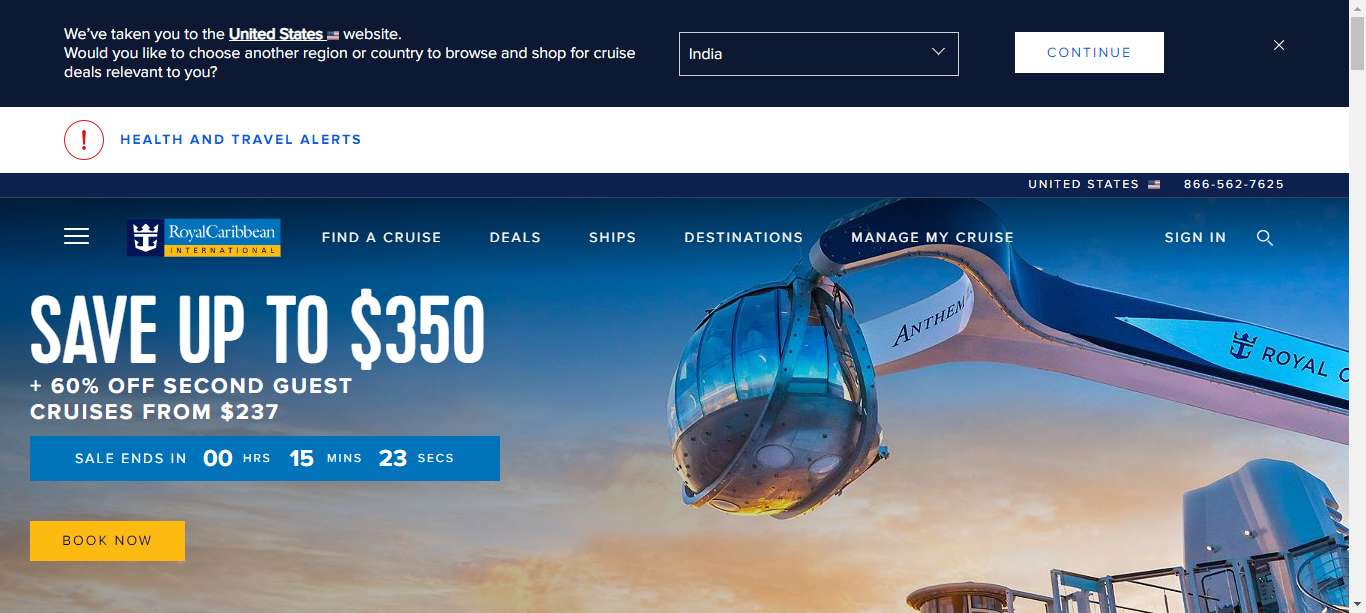 We've taken you to the United States website.
Would you like to choose another region or country to browse and shop for cruise
deals relevant to you?
India
CONTINUE
HEALTH AND TRAVEL ALERTS
UNITED STATES 866-562-7625
RoyalCaribbean
INTERNATIONAL
FIND A CRUISE DEALS SHIPS DESTINATIONS MANAGE MY CRUISE SIGN IN
SAVE UP TO $350
+ 60% OFF SECOND GUEST
CRUISES FROM $237
SALE ENDS IN 00 HRS 15 MINS 23 SECS
BOOK NOW
ANTHEM
ROYAL C